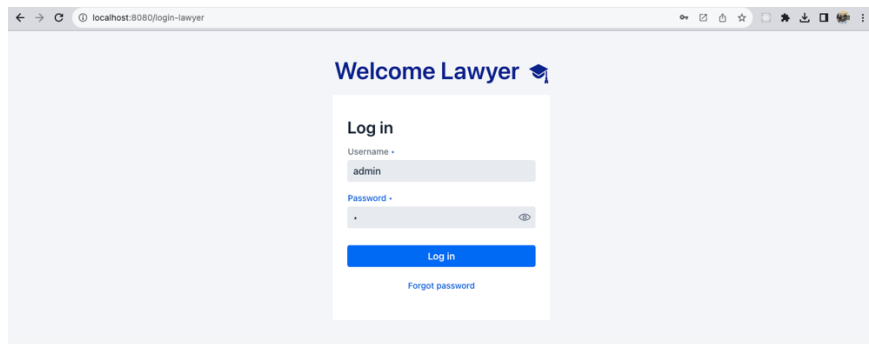 localhost:8080/login-lawyer
Welcome Lawyer
Log in
Username •
admin
Password •
•
Log in
Forgot password